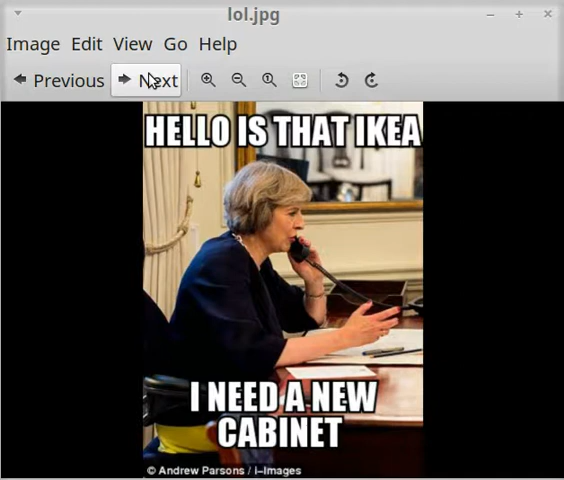 lol.jpg
Image Edit View Go Help
Previous Next
HELLO IS THAT IKEA
I NEED A NEW
CABINET
© Andrew Parsons / i-Images